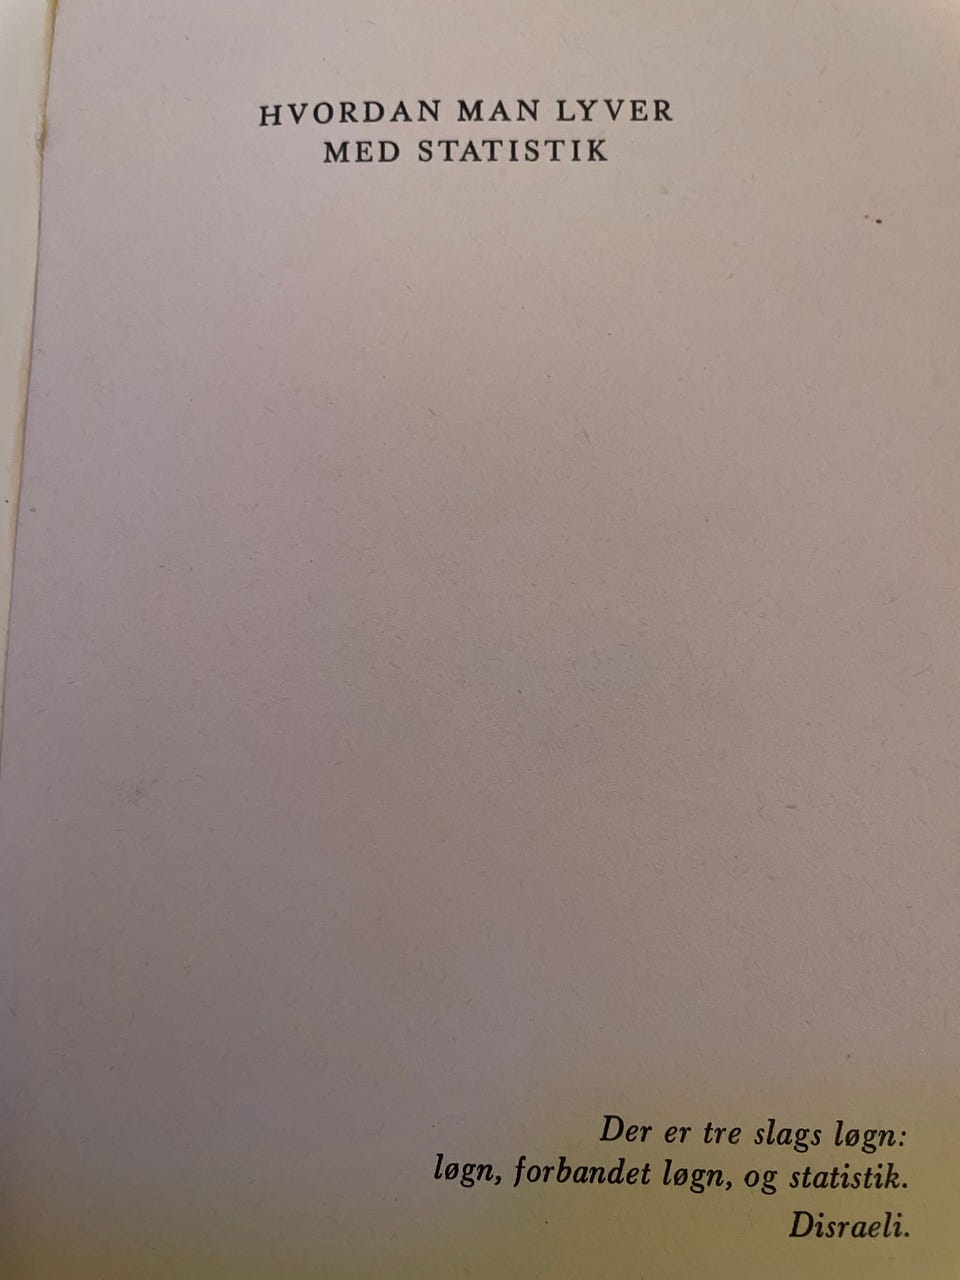 HVORDAN MAN LYVER
MED STATISTIK
Der er tre slags løgn:
løgn, forbandet løgn, og statistik.
Disraeli.